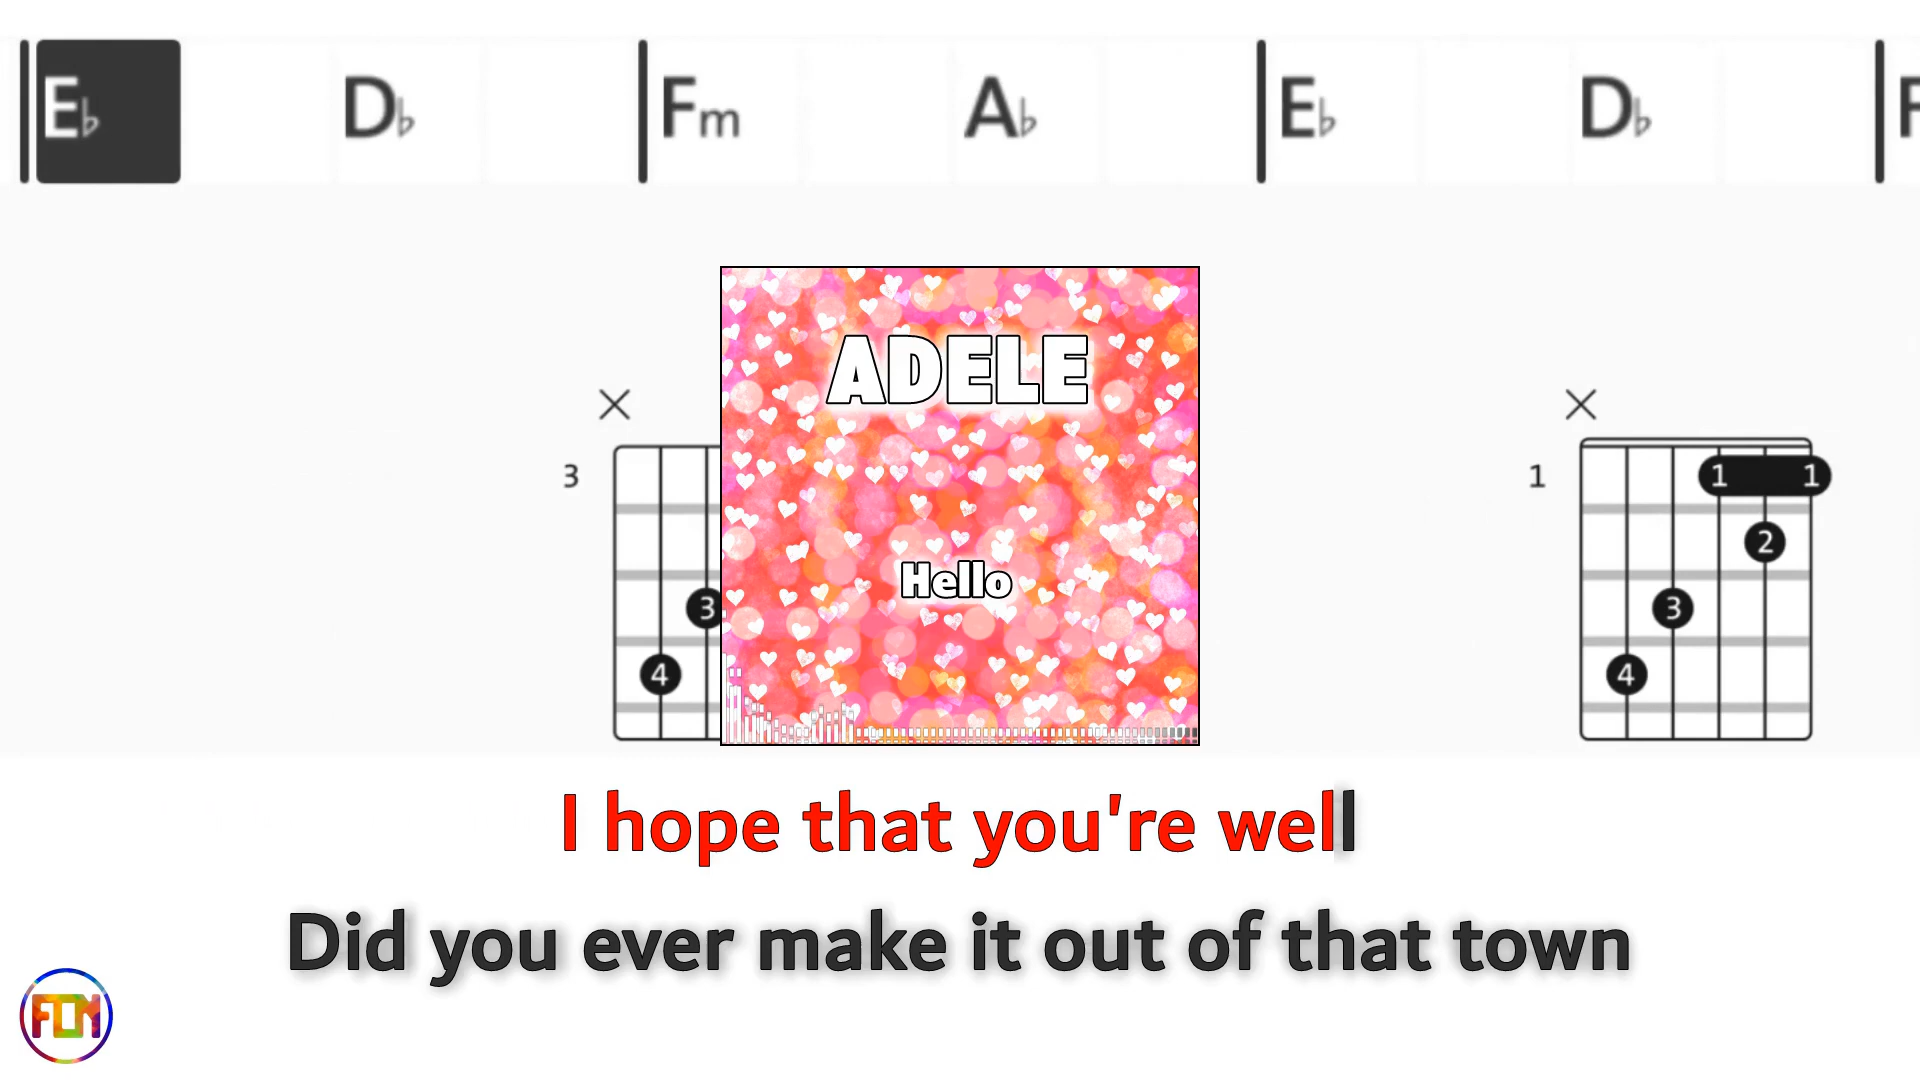 E♭ D♭ Fm A♭ E♭ D♭ F
ADELE
3 1 1 1
2
Hello
3 3
4 4
I hope that you're well
Did you ever make it out of that town